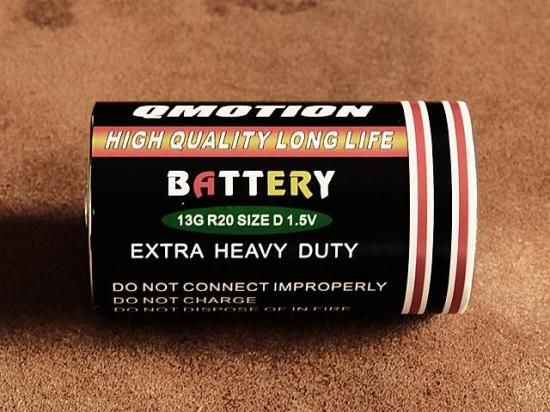 QMOTION
HIGH QUALITY LONG LIFE
BATTERY
13G R20 SIZE D 1.5V
EXTRA HEAVY DUTY
DO NOT CONNECT IMPROPERLY
DO NOT CHARGE
DO NOT DISPOSE OF IN FIRE